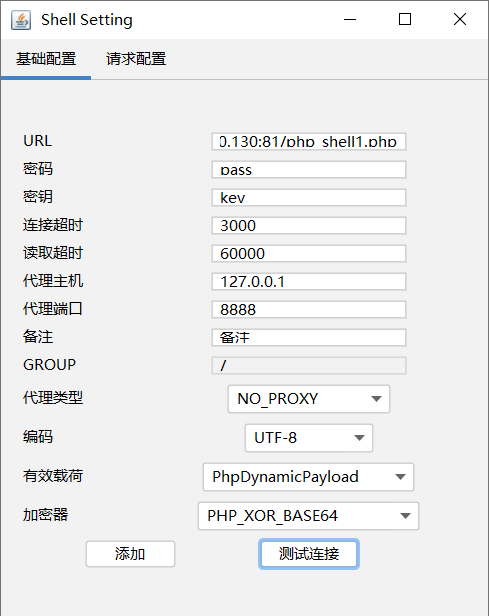 Shell Setting
基础配置 请求配置
URL 0.130:81/php_shell1.php
密码 pass
密钥 key
连接超时 3000
读取超时 60000
代理主机 127.0.0.1
代理端口 8888
备注 备注
GROUP /
代理类型 NO_PROXY
编码 UTF-8
有效载荷 PhpDynamicPayload
加密器 PHP_XOR_BASE64
添加 测试连接